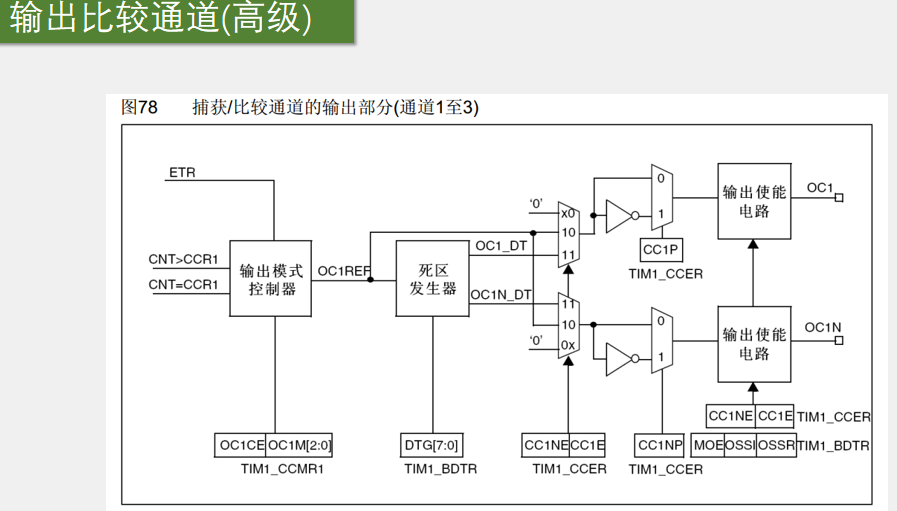 输出比较通道(高级)
图78 捕获/比较通道的输出部分(通道1至3)
ETR
CNT>CCR1
CNT=CCR1
输出模式
控制器
OC1REF
死区
发生器
OC1_DT
OC1N_DT
'0'
x0
10
11
11
10
0x
'0'
0
1
CC1P
TIM1_CCER
0
1
输出使能
电路
OC1
输出使能
电路
OC1N
CC1NE CC1E TIM1_CCER
OC1CE OC1M[2:0]
TIM1_CCMR1
DTG[7:0]
TIM1_BDTR
CC1NE CC1E
TIM1_CCER
CC1NP
TIM1_CCER
MOE OSSI OSSR TIM1_BDTR